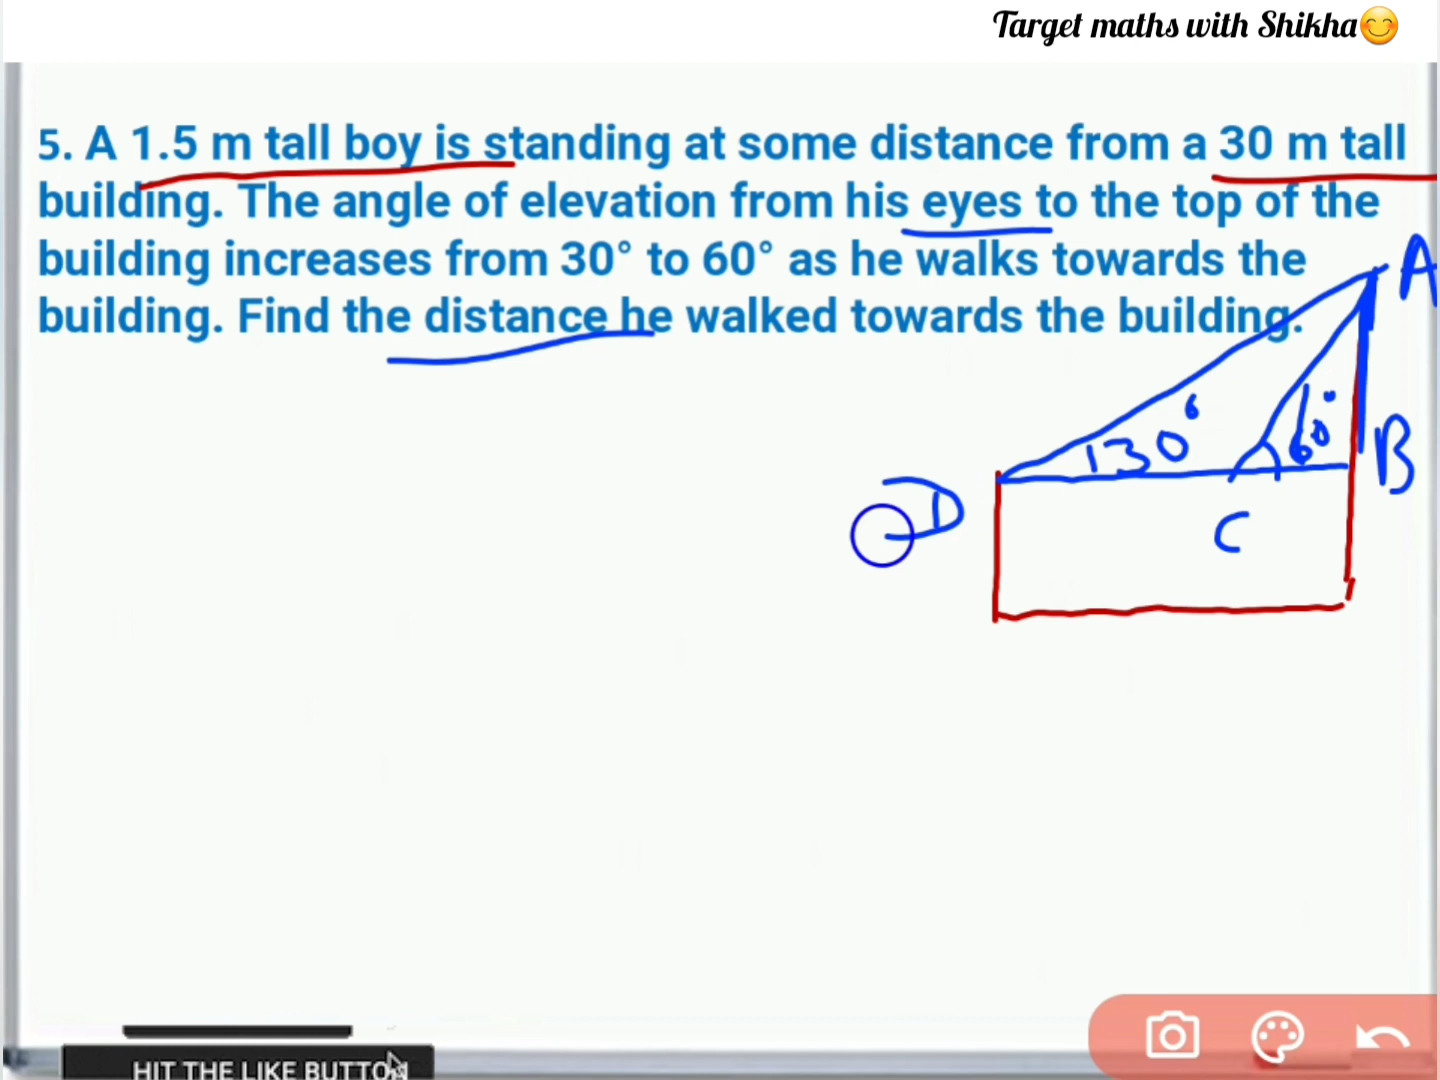 Target maths with Shikha😊
5. A 1.5 m tall boy is standing at some distance from a 30 m tall
building. The angle of elevation from his eyes to the top of the
building increases from 30° to 60° as he walks towards the
building. Find the distance he walked towards the building.
A
30°
60°
B
D
C
HIT THE LIKE BUTTON